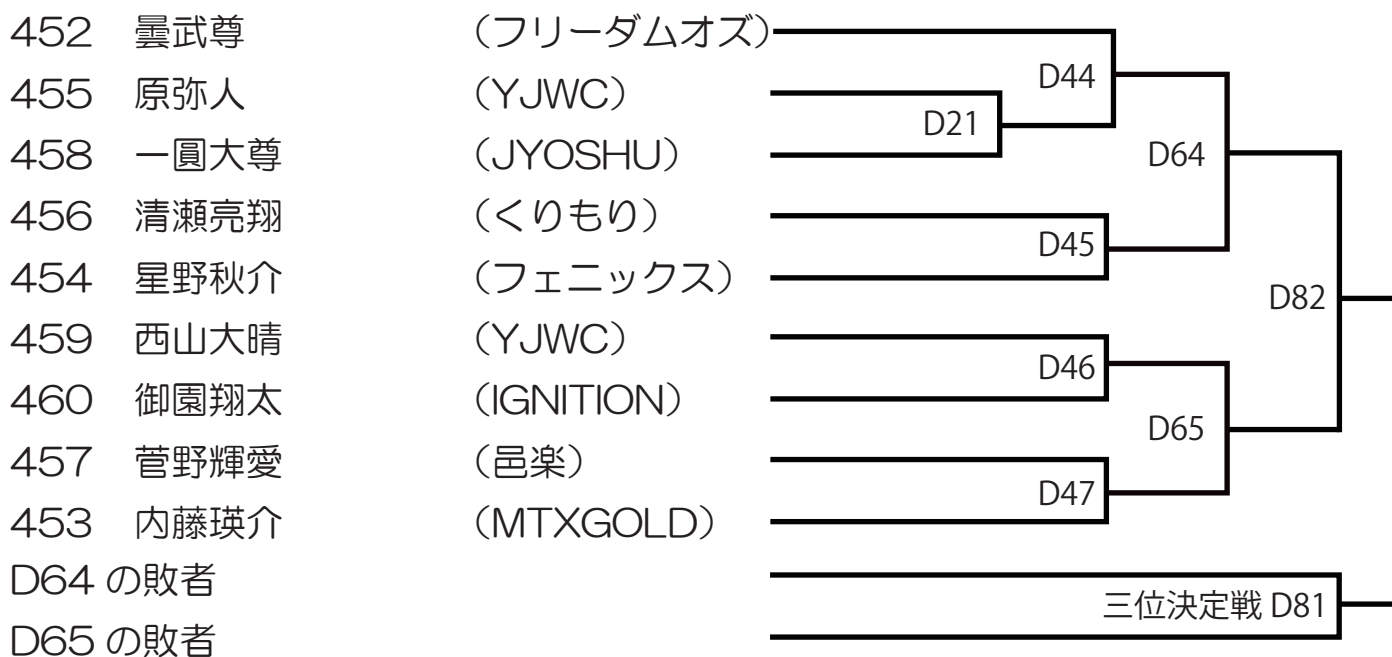 452 曇武尊 （フリーダムオズ）
D44
455 原弥人 （YJWC）
D21
458 一圓大尊 （JYOSHU）
D64
456 清瀬亮翔 （くりもり）
D45
454 星野秋介 （フェニックス）
D82
459 西山大晴 （YJWC）
D46
460 御園翔太 （IGNITION）
D65
457 菅野輝愛 （邑楽）
D47
453 内藤瑛介 （MTXGOLD）
D64 の敗者
三位決定戦 D81
D65 の敗者